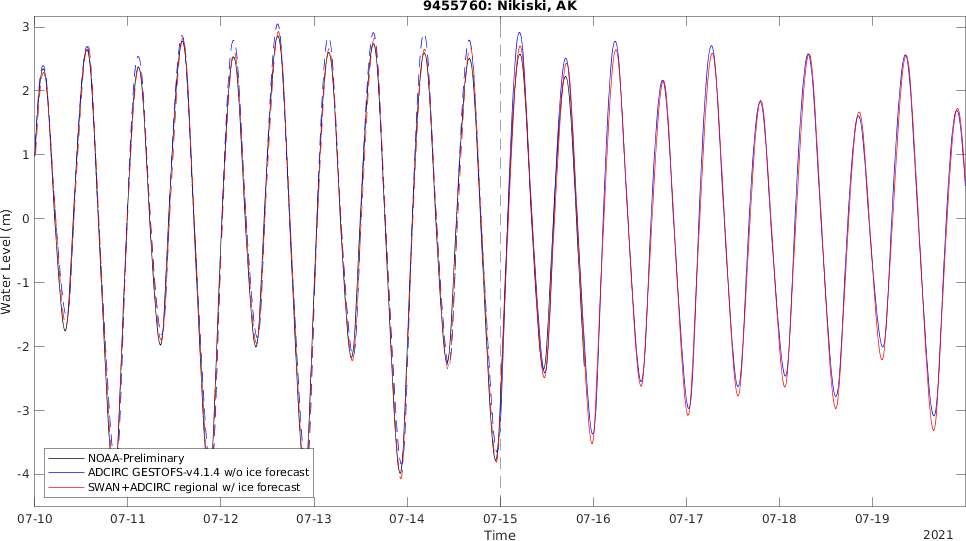 9455760: Nikiski, AK
3
2
1
0
-1
-2
-3
-4
Water Level (m)
NOAA-Preliminary
ADCIRC GESTOFS-v4.1.4 w/o ice forecast
SWAN+ADCIRC regional w/ ice forecast
07-10 07-11 07-12 07-13 07-14 07-15 07-16 07-17 07-18 07-19
Time
2021